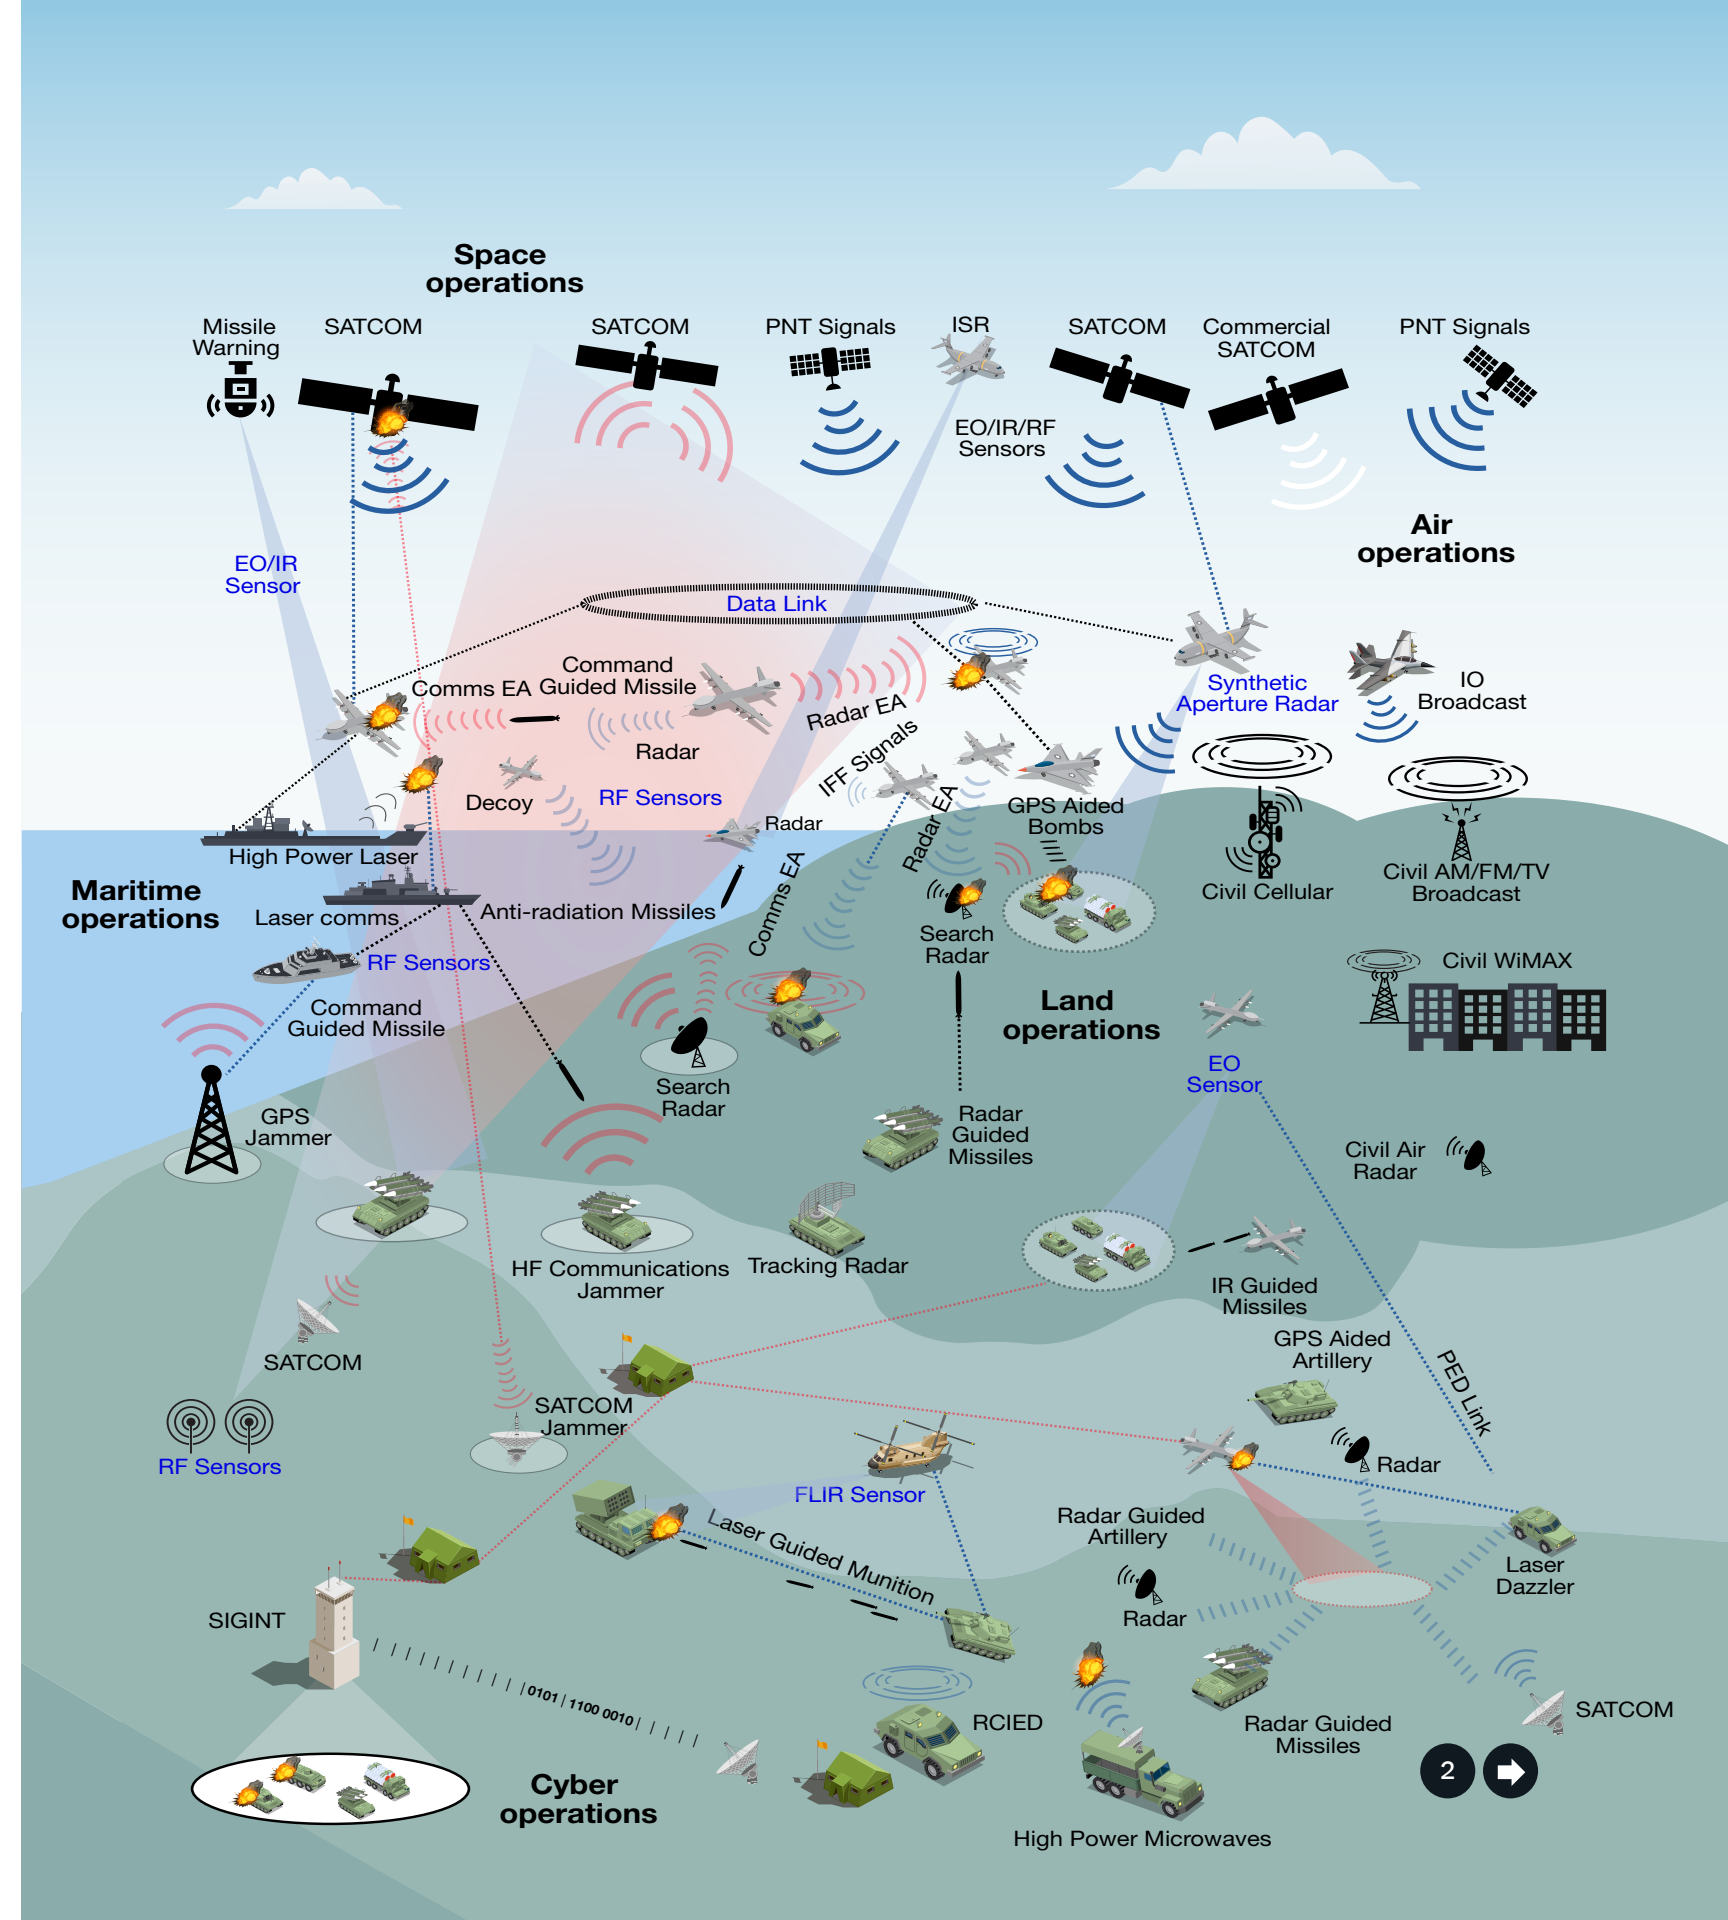 Space
operations
Missile
Warning
SATCOM
SATCOM
PNT Signals
ISR
SATCOM
Commercial
SATCOM
PNT Signals
EO/IR/RF
Sensors
Air
operations
EO/IR
Sensor
Data Link
Comms EA
Command
Guided Missile
Radar EA
Synthetic
Aperture Radar
IO
Broadcast
Radar
IFF Signals
Decoy
RF Sensors
Radar
Radar EA
GPS Aided
Bombs
High Power Laser
Maritime
operations
Laser comms
Anti-radiation Missiles
Comms EA
Search
Radar
Civil Cellular
Civil AM/FM/TV
Broadcast
RF Sensors
Civil WiMAX
Command
Guided Missile
Land
operations
EO
Sensor
Search
Radar
GPS
Jammer
Radar
Guided
Missiles
Civil Air
Radar
HF Communications
Jammer
Tracking Radar
IR Guided
Missiles
SATCOM
GPS Aided
Artillery
PED Link
SATCOM
Jammer
RF Sensors
Radar
FLIR Sensor
Laser Guided Munition
Radar Guided
Artillery
Laser
Dazzler
Radar
SIGINT
0101 / 1100 0010
RCIED
Radar Guided
Missiles
SATCOM
Cyber
operations
2
High Power Microwaves